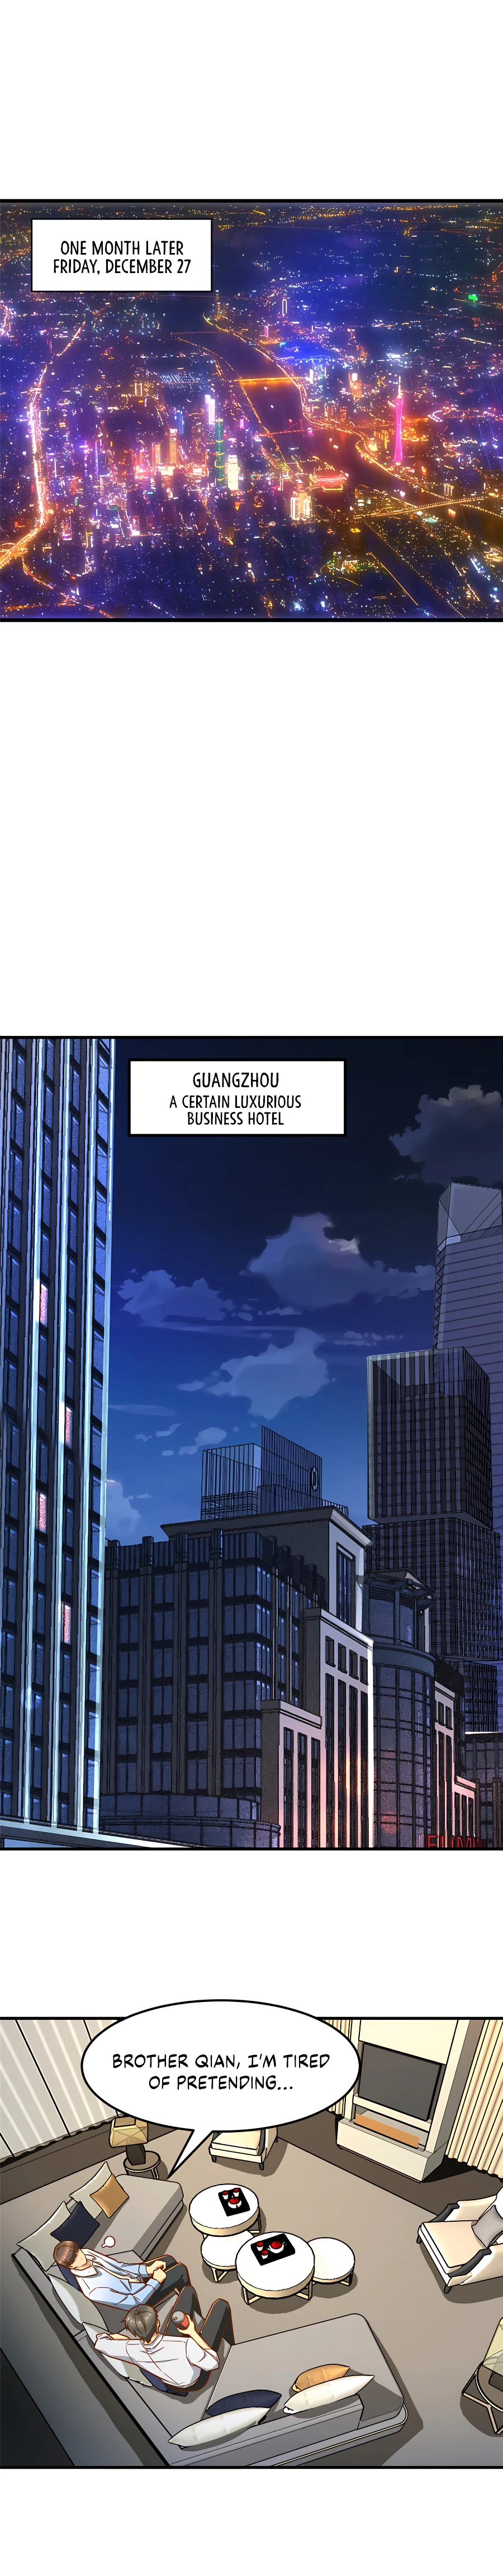 ONE MONTH LATER
FRIDAY, DECEMBER 27
GUANGZHOU
A CERTAIN LUXURIOUS
BUSINESS HOTEL
BROTHER QIAN, I'M TIRED
OF PRETENDING...